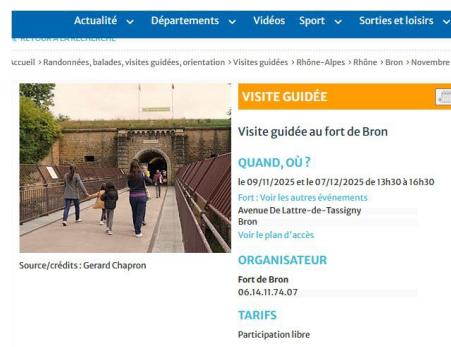 Actualité Départements Vidéos Sport Sorties et loisirs
RETOUR À LA RECHERCHE
Accueil > Randonnées, balades, visites guidées, orientation > Visites guidées > Rhône-Alpes > Rhône > Bron > Novembre
VISITE GUIDÉE
Visite guidée au fort de Bron
QUAND, OÙ ?
le 09/11/2025 et le 07/12/2025 de 13h30 à 16h30
Fort : Voir les autres événements
Avenue De Lattre-de-Tassigny
Bron
Voir le plan d'accès
Source/crédits : Gerard Chapron
ORGANISATEUR
Fort de Bron
06.14.11.74.07
TARIFS
Participation libre